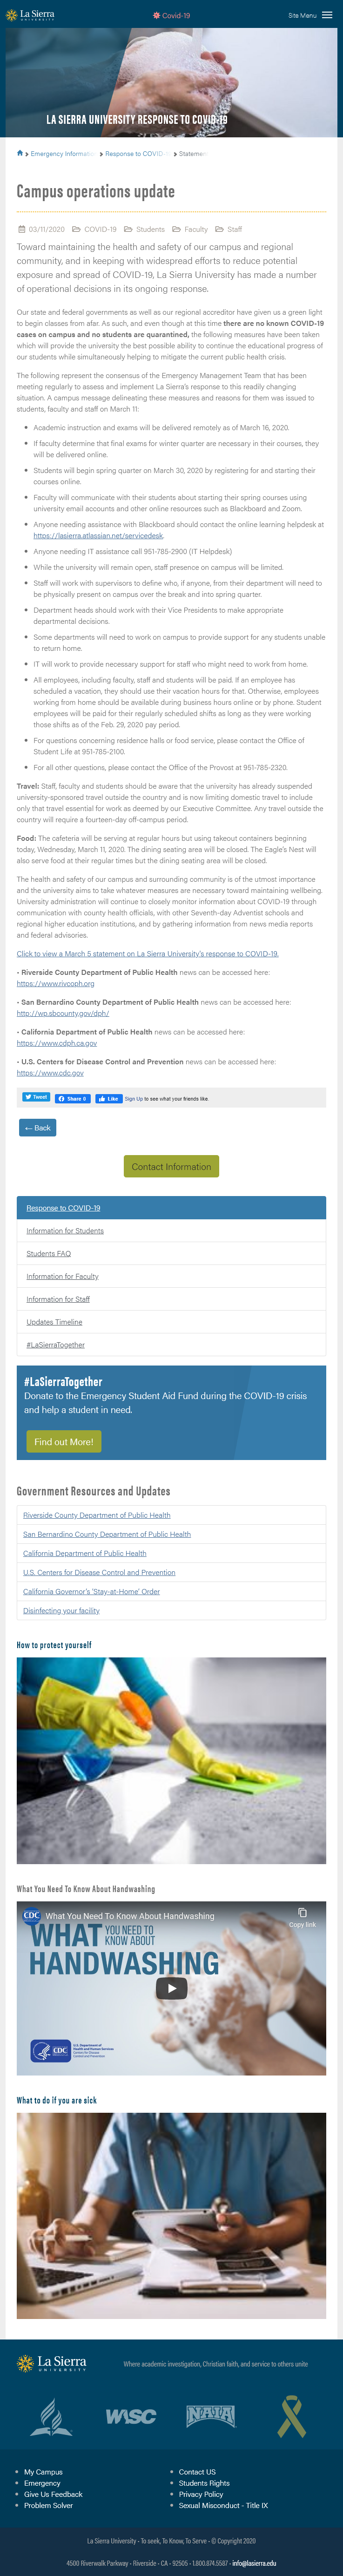 La Sierra
UNIVERSITY
Covid-19
Site Menu
LA SIERRA UNIVERSITY RESPONSE TO COVID-19
Emergency Informatio
Response to COVID-1
Statemen
Campus operations update
03/11/2020 COVID-19 Students Faculty Staff
Toward maintaining the health and safety of our campus and regional
community, and in keeping with widespread efforts to reduce potential
exposure and spread of COVID-19, La Sierra University has made a number
of operational decisions in its ongoing response.
Our state and federal governments as well as our regional accreditor have given us a green light
to begin classes from afar. As such, and even though at this time there are no known COVID-19
cases on campus and no students are quarantined, the following measures have been taken
which will provide the university the best possible ability to continue the educational progress of
our students while simultaneously helping to mitigate the current public health crisis.
The following represent the consensus of the Emergency Management Team that has been
meeting regularly to assess and implement La Sierra's response to this readily changing
situation. A campus message delineating these measures and reasons for them was issued to
students, faculty and staff on March 11:
• Academic instruction and exams will be delivered remotely as of March 16, 2020.
• If faculty determine that final exams for winter quarter are necessary in their courses, they
will be delivered online.
• Students will begin spring quarter on March 30, 2020 by registering for and starting their
courses online.
• Faculty will communicate with their students about starting their spring courses using
university email accounts and other online resources such as Blackboard and Zoom.
• Anyone needing assistance with Blackboard should contact the online learning helpdesk at
https://lasierra.atlassian.net/servicedesk.
• Anyone needing IT assistance call 951-785-2900 (IT Helpdesk)
• While the university will remain open, staff presence on campus will be limited.
• Staff will work with supervisors to define who, if anyone, from their department will need to
be physically present on campus over the break and into spring quarter.
• Department heads should work with their Vice Presidents to make appropriate
departmental decisions.
• Some departments will need to work on campus to provide support for any students unable
to return home.
• IT will work to provide necessary support for staff who might need to work from home.
• All employees, including faculty, staff and students will be paid. If an employee has
scheduled a vacation, they should use their vacation hours for it. Otherwise, employees
working from home should be available during business hours online or by phone. Student
employees will be paid for their regularly scheduled shifts as long as they were working
those shifts as of Feb. 29, 2020 pay period.
• For questions concerning residence halls or food service, please contact the Office of
Student Life at 951-785-2100.
• For all other questions, please contact the Office of the Provost at 951-785-2320.
Travel: Staff, faculty and students should be aware that the university has already suspended
university-sponsored travel outside the country and is now limiting domestic travel to include
only that travel essential for our work as deemed by our Executive Committee. Any travel outside the
country will require a fourteen-day off-campus period.
Food: The cafeteria will be serving at regular hours but using takeout containers beginning
today, Wednesday, March 11, 2020. The dining seating area will be closed. The Eagle's Nest will
also serve food at their regular times but the dining seating area will be closed.
The health and safety of our campus and surrounding community is of the utmost importance
as the university aims to take whatever measures are necessary toward maintaining wellbeing.
University administration will continue to closely monitor information about COVID-19 through
communication with county health officials, with other Seventh-day Adventist schools and
regional higher education institutions, and by gathering information from news media reports
and federal advisories.
Click to view a March 5 statement on La Sierra University's response to COVID-19.
• Riverside County Department of Public Health news can be accessed here:
https://www.rivcoph.org
• San Bernardino County Department of Public Health news can be accessed here:
http://wp.sbcounty.gov/dph/
• California Department of Public Health news can be accessed here:
https://www.cdph.ca.gov
• U.S. Centers for Disease Control and Prevention news can be accessed here:
https://www.cdc.gov
Tweet Share 8 Like Sign Up to see what your friends like.
← Back
Contact Information
Response to COVID-19
Information for Students
Students FAQ
Information for Faculty
Information for Staff
Updates Timeline
#LaSierraTogether
#LaSierraTogether
Donate to the Emergency Student Aid Fund during the COVID-19 crisis
and help a student in need.
Find out More!
Government Resources and Updates
Riverside County Department of Public Health
San Bernardino County Department of Public Health
California Department of Public Health
U.S. Centers for Disease Control and Prevention
California Governor's 'Stay-at-Home' Order
Disinfecting your facility
How to protect yourself
What You Need To Know About Handwashing
CDC What You Need To Know About Handwashing
Copy link
WHAT YOU NEED TO
KNOW ABOUT
HANDWASHING
CDC
What to do if you are sick
La Sierra
UNIVERSITY
Where academic investigation, Christian faith, and service to others unite
WASC
NAIA
• My Campus
• Emergency
• Give Us Feedback
• Problem Solver
• Contact US
• Students Rights
• Privacy Policy
• Sexual Misconduct - Title IX
La Sierra University - To seek, To Know, To Serve - © Copyright 2020
4500 Riverwalk Parkway - Riverside - CA - 92505 - 1.800.874.5587 - info@lasierra.edu